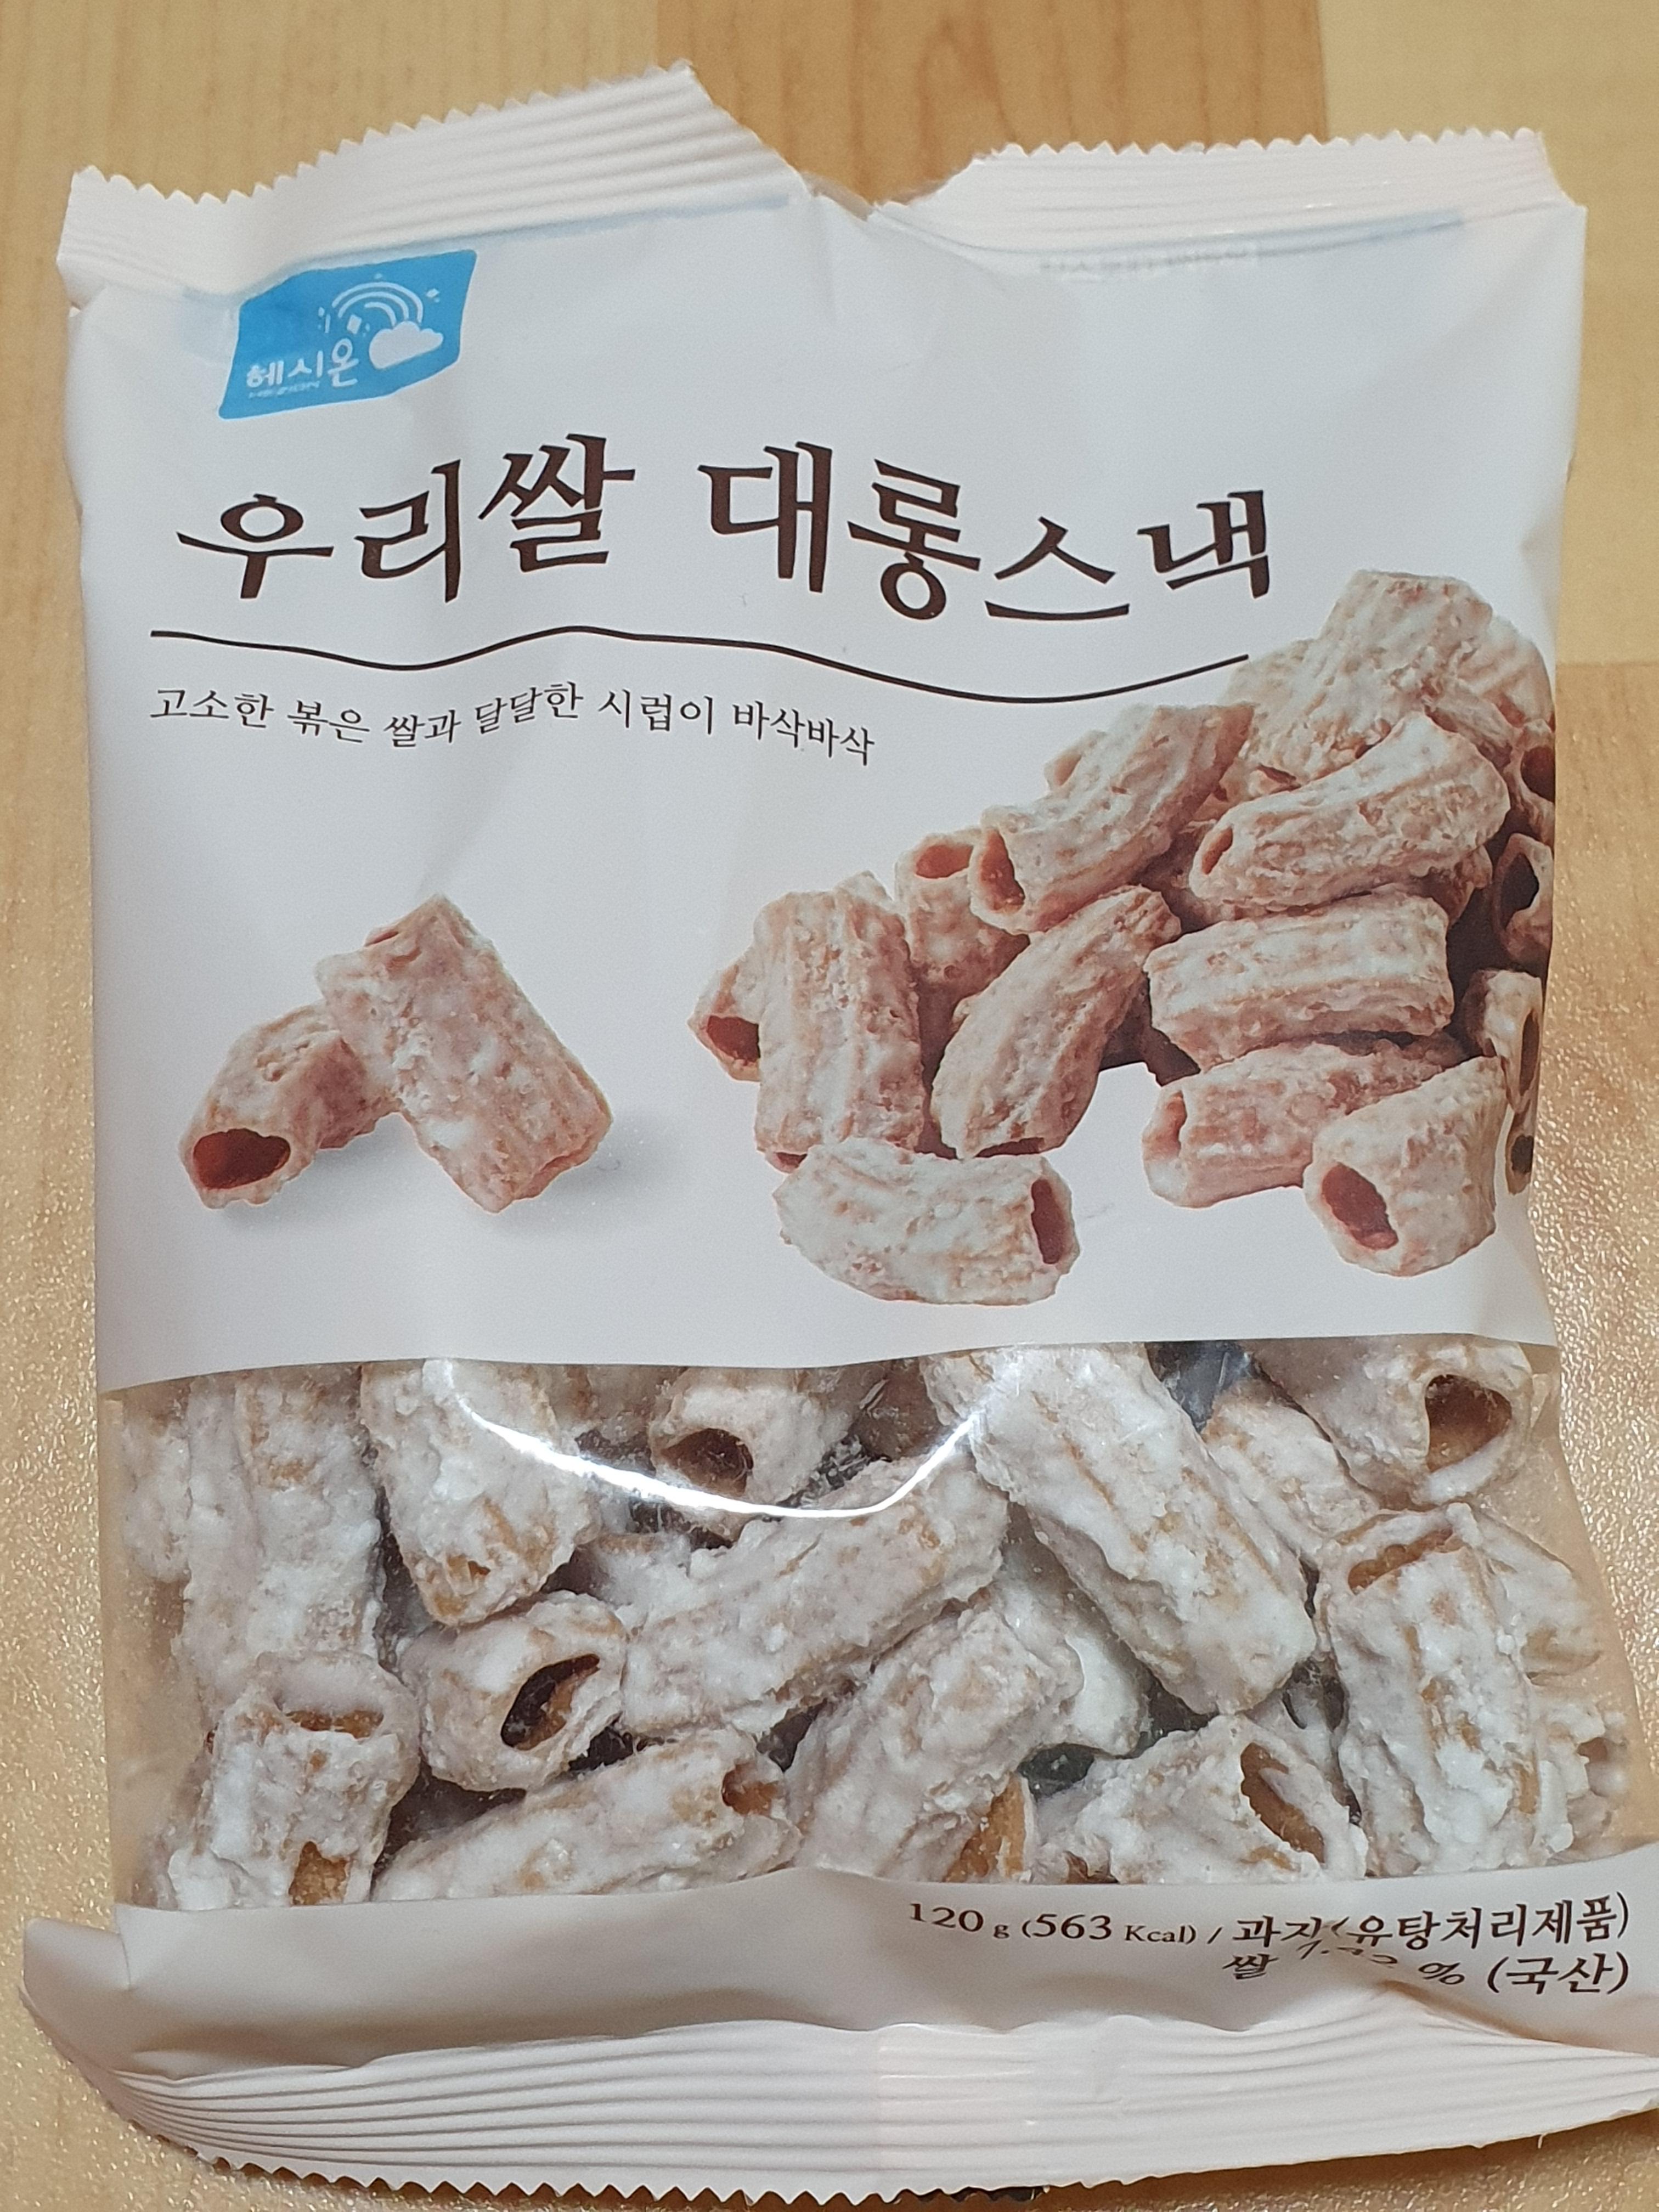 헤시온
우리쌀 대롱스낵
고소한 볶은 쌀과 달달한 시럽이 바삭바삭
120 g (563 Kcal) / 과자(유탕처리제품)
쌀 % (국산)